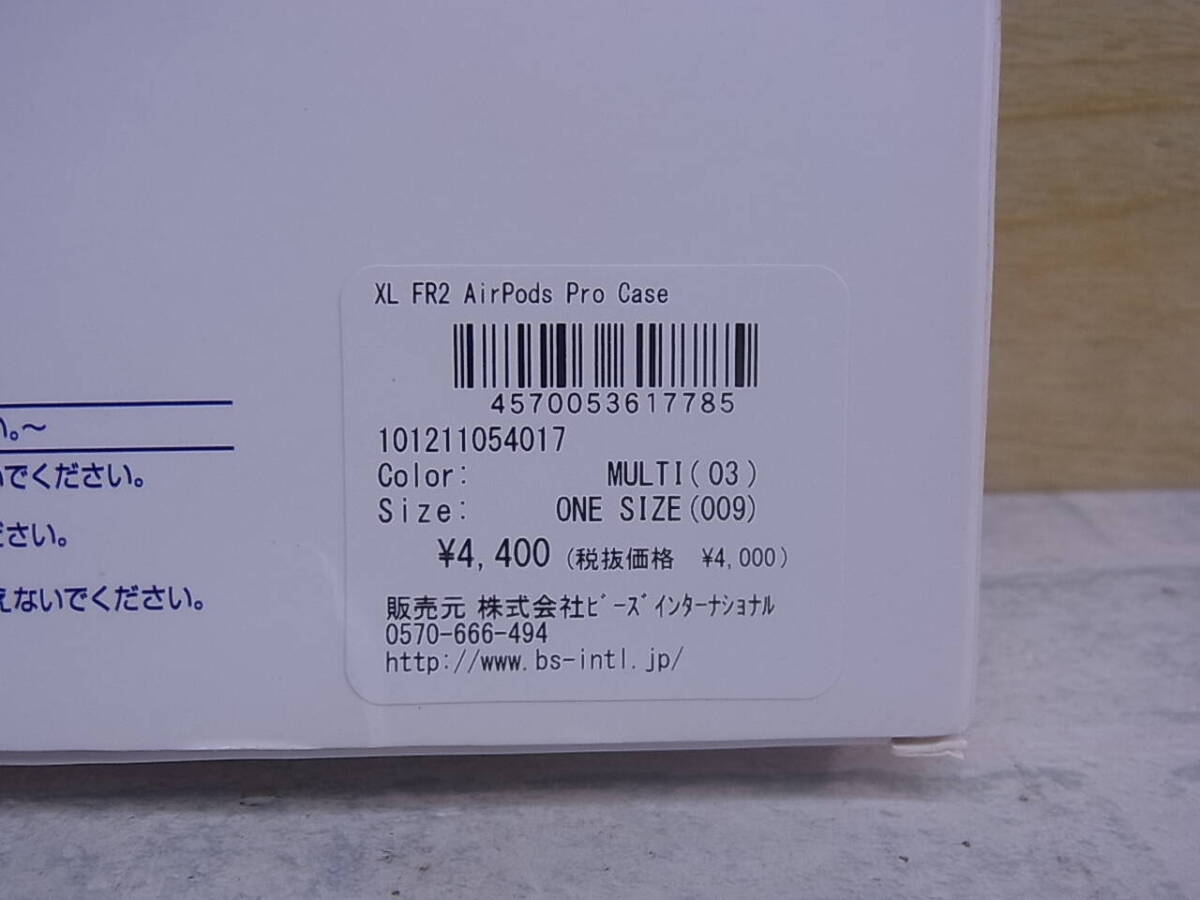 XL FR2 AirPods Pro Case
4570053617785
101211054017
Color: MULTI(03)
Size: ONE SIZE(009)
¥4,400 (税抜価格 ¥4,000)
販売元 株式会社ﾋﾞｰｽﾞｲﾝﾀｰﾅｼｮﾅﾙ
0570-666-494
http://www.bs-intl.jp/
い。～
いでください。
ださい。
えないでください。